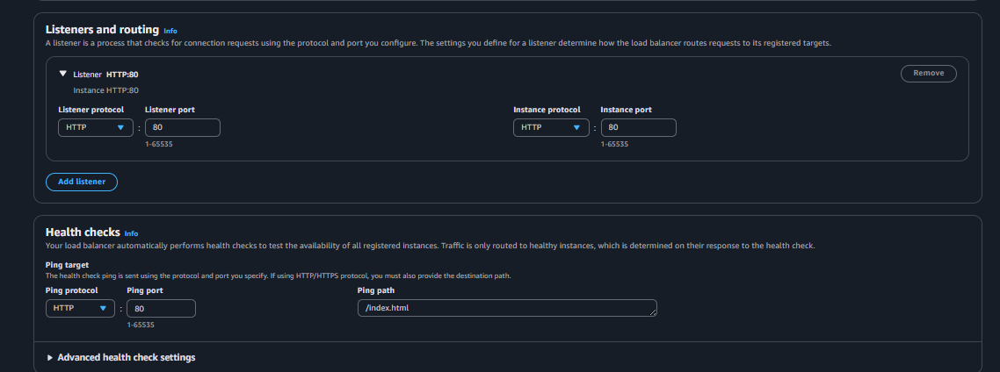 Listeners and routing Info
A listener is a process that checks for connection requests using the protocol and port you configure. The settings you define for a listener determine how the load balancer routes requests to its registered targets.
Listener HTTP:80
Remove
Instance HTTP:80
Listener protocol Listener port Instance protocol Instance port
HTTP : 80 HTTP : 80
1-65535 1-65535
Add listener
Health checks Info
Your load balancer automatically performs health checks to test the availability of all registered instances. Traffic is only routed to healthy instances, which is determined on their response to the health check.
Ping target
The health check ping is sent using the protocol and port you specify. If using HTTP/HTTPS protocol, you must also provide the destination path.
Ping protocol Ping port Ping path
HTTP : 80 /index.html
1-65535
Advanced health check settings